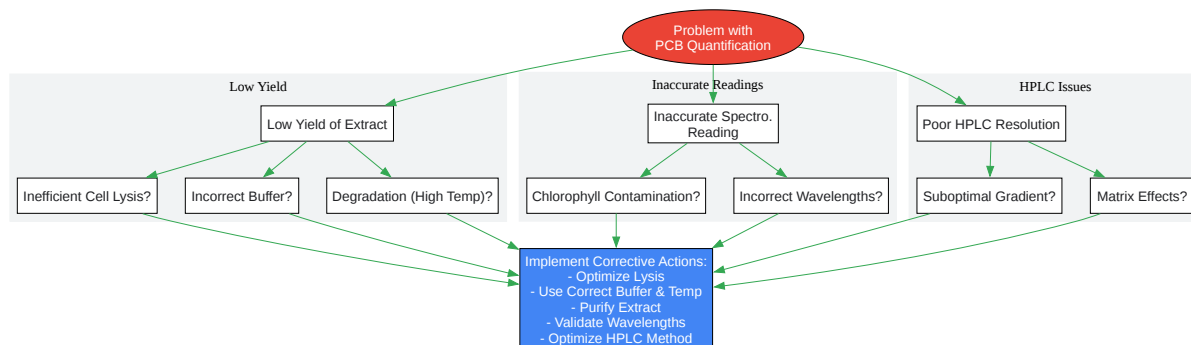 Problem with
PCB Quantification
Low Yield
Inaccurate Readings
HPLC Issues
Low Yield of Extract
Inaccurate Spectro.
Reading
Poor HPLC Resolution
Inefficient Cell Lysis?
Incorrect Buffer?
Degradation (High Temp)?
Chlorophyll Contamination?
Incorrect Wavelengths?
Suboptimal Gradient?
Matrix Effects?
Implement Corrective Actions:
- Optimize Lysis
- Use Correct Buffer & Temp
- Purify Extract
- Validate Wavelengths
- Optimize HPLC Method